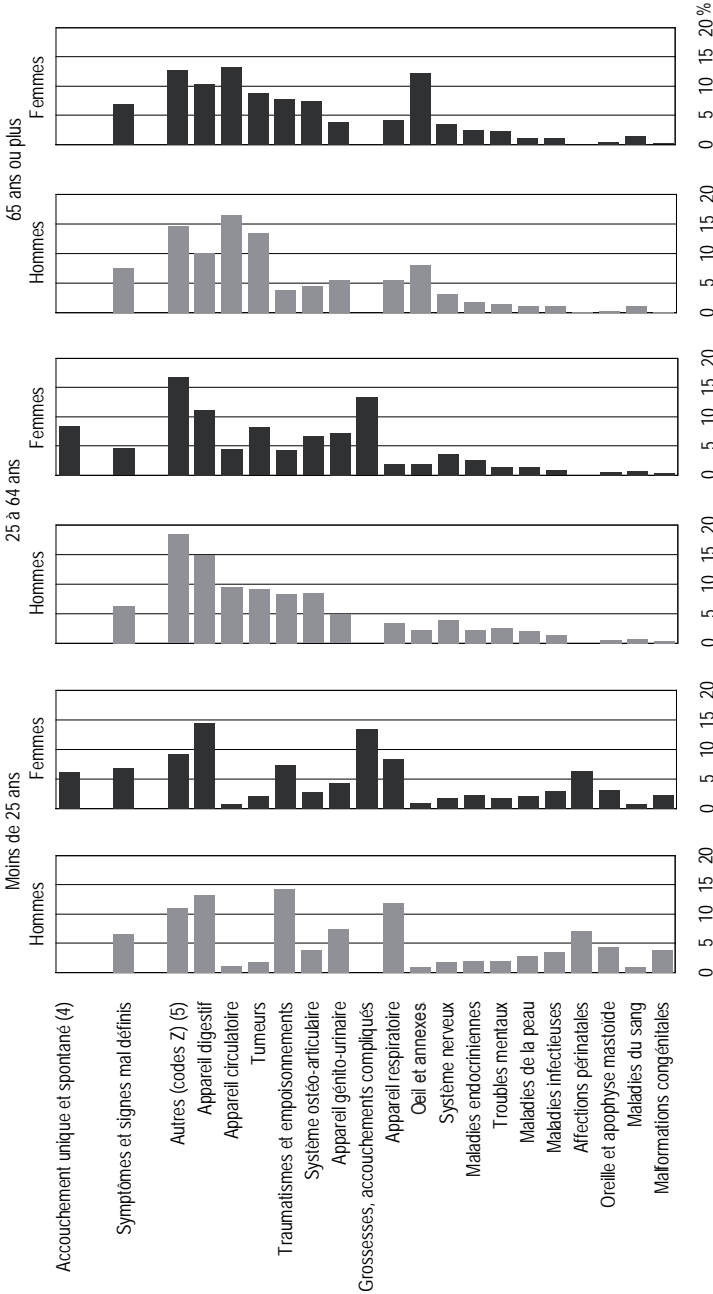 Moins de 25 ans
25 à 64 ans
65 ans ou plus
Hommes
Femmes
Hommes
Femmes
Hommes
Femmes
Accouchement unique et spontané (4)
Symptômes et signes mal définis
Autres (codes Z) (5)
Appareil digestif
Appareil circulatoire
Tumeurs
Traumatismes et empoisonnements
Système ostéo-articulaire
Appareil génito-urinaire
Grossesses, accouchements compliqués
Appareil respiratoire
Oeil et annexes
Système nerveux
Maladies endocriniennes
Troubles mentaux
Maladies de la peau
Maladies infectieuses
Affections périnatales
Oreille et apophyse mastoïde
Maladies du sang
Malformations congénitales
0 5 10 15 20
0 5 10 15 20
0 5 10 15 20
0 5 10 15 20
0 5 10 15 20
0 5 10 15 20 %